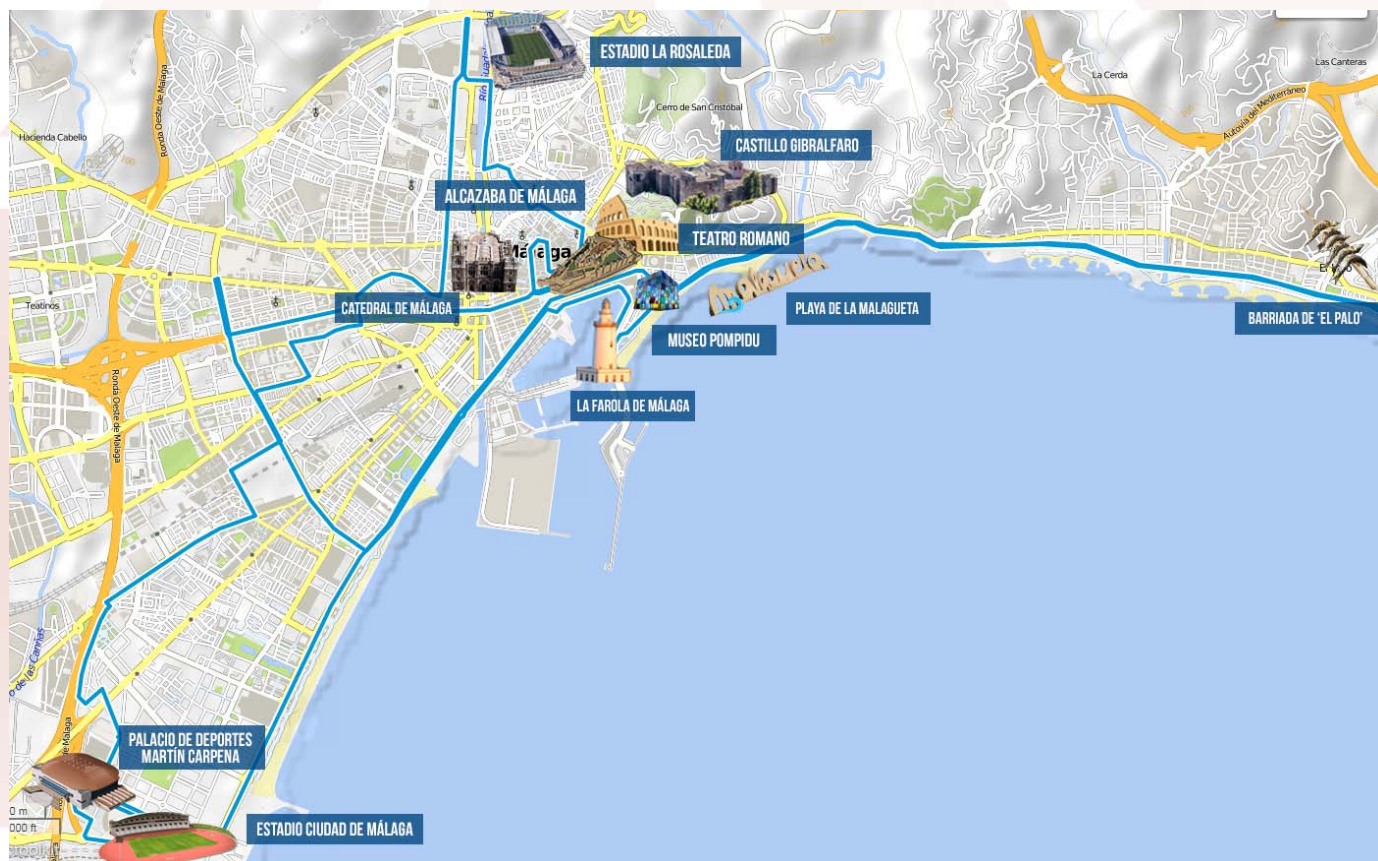 ESTADIO LA ROSALEDA
La Cerda
Las Canteras
Cerro de San Cristobal
Autovía del Mediterráneo
Hacienda Cabello
Ronda Oeste de Málaga
CASTILLO GIBRALFARO
ALCAZABA DE MÁLAGA
TEATRO ROMANO
Málaga
Teatinos
CATEDRAL DE MÁLAGA
PLAYA DE LA MALAGUETA
BARRIADA DE 'EL PALO'
MUSEO POMPIDU
Ronda Oeste de Málaga
LA FAROLA DE MÁLAGA
PALACIO DE DEPORTES
MARTÍN CARPENA
ESTADIO CIUDAD DE MÁLAGA
0 m
000 ft